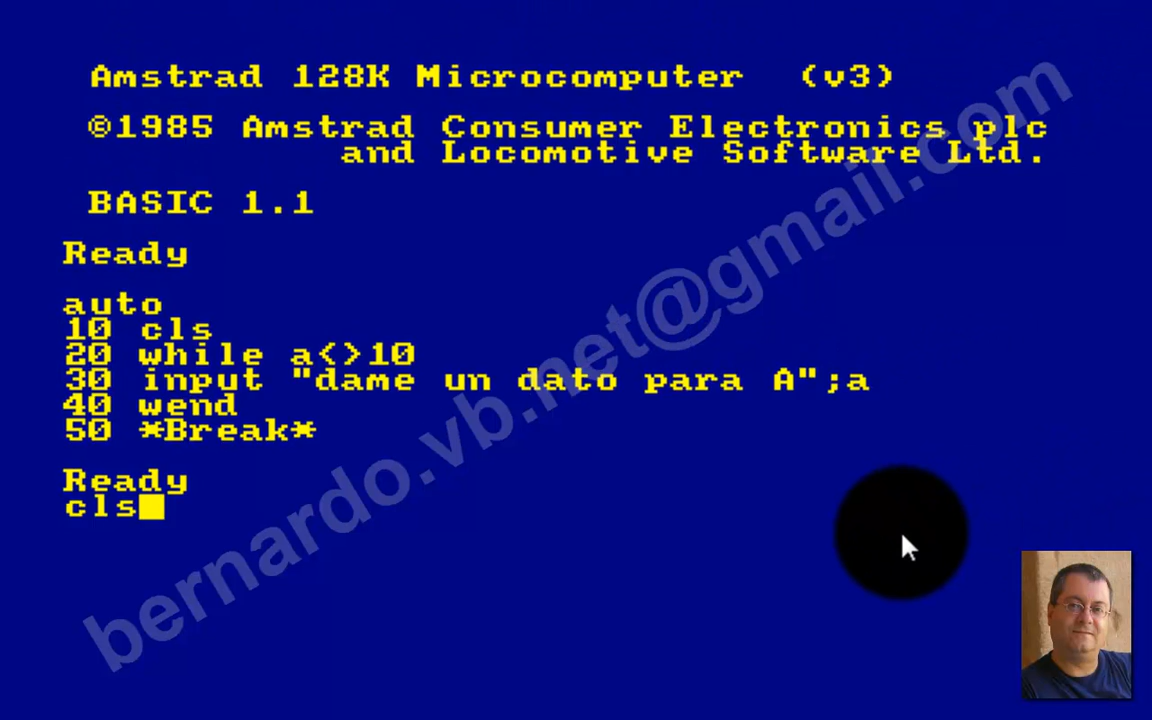 Amstrad 128K Microcomputer (v3)
©1985 Amstrad Consumer Electronics plc
and Locomotive Software Ltd.
BASIC 1.1
Ready
auto
10 cls
20 while a<>10
30 input "dame un dato para A";a
40 wend
50 *Break*
Ready
cls
bernardo.vb.net@gmail.com